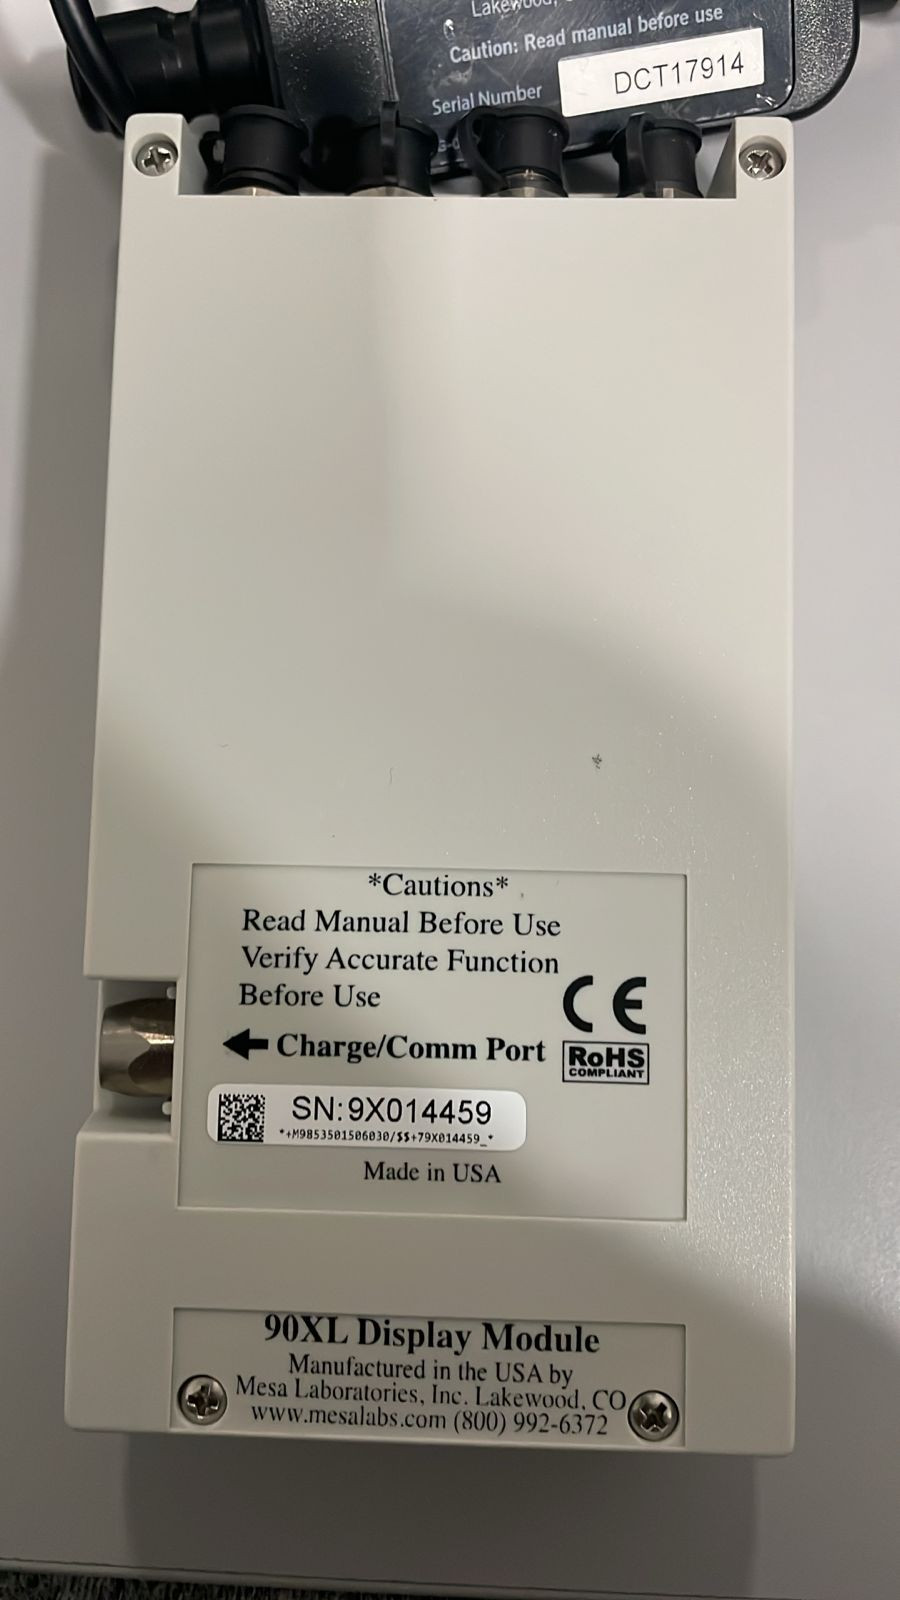 Lakewood,
Caution: Read manual before use
Serial Number
DCT17914
*Cautions*
Read Manual Before Use
Verify Accurate Function
Before Use
CE
Charge/Comm Port
RoHS
COMPLIANT
SN:9X014459
*+M9853501506030/$$+79X014459_*
Made in USA
90XL Display Module
Manufactured in the USA by
Mesa Laboratories, Inc. Lakewood, CO
www.mesalabs.com (800) 992-6372